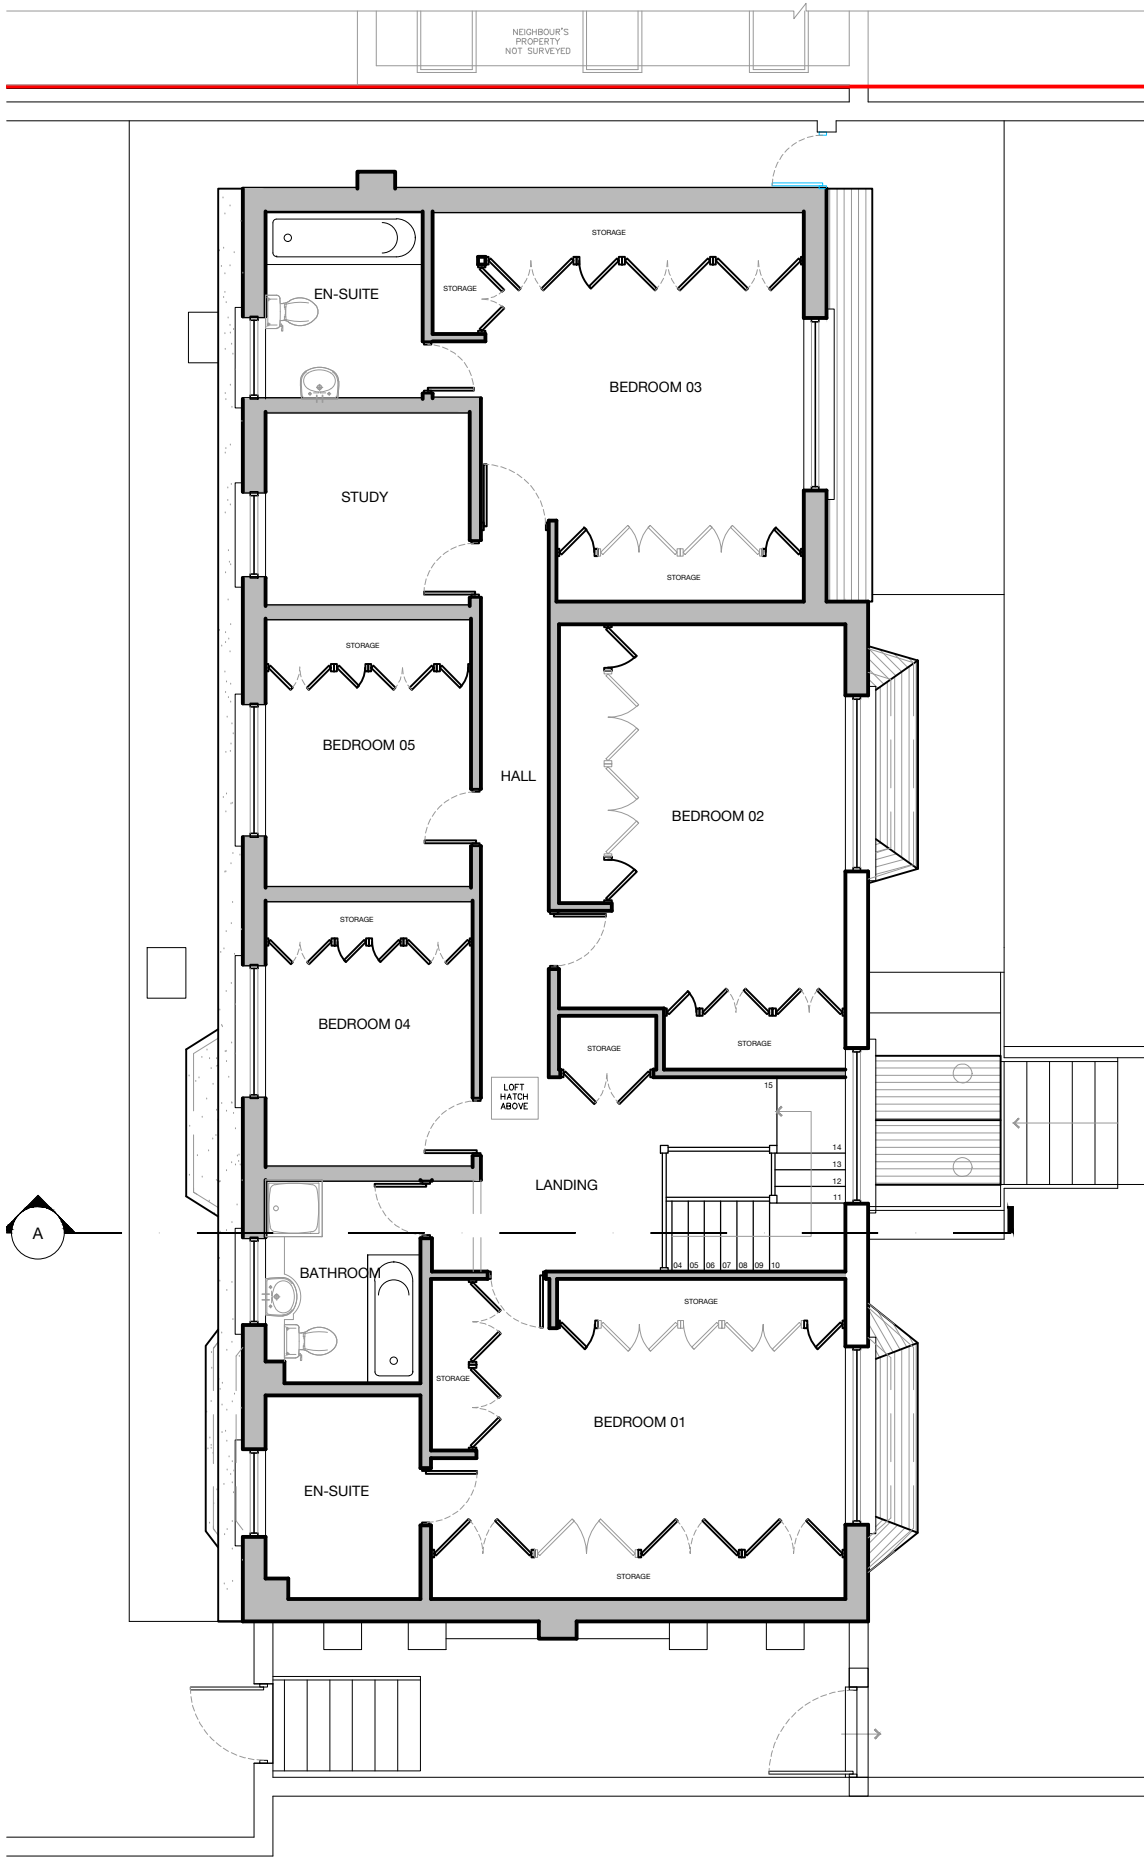 NEIGHBOUR'S
PROPERTY
NOT SURVEYED
STORAGE
STORAGE
EN-SUITE
BEDROOM 03
STUDY
STORAGE
STORAGE
BEDROOM 05
HALL
BEDROOM 02
STORAGE
BEDROOM 04
STORAGE
STORAGE
LOFT
HATCH
ABOVE
15
14
13
12
11
LANDING
A
04 05 06 07 08 09 10
BATHROOM
STORAGE
STORAGE
BEDROOM 01
EN-SUITE
STORAGE